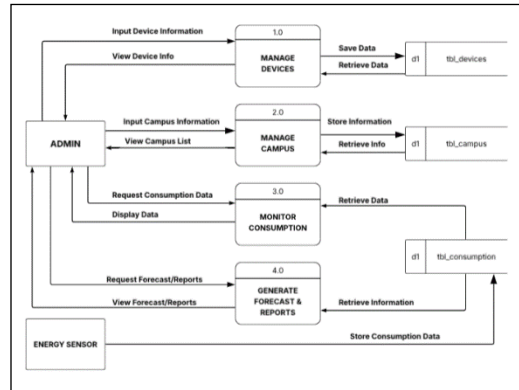 Input Device Information
1.0
View Device Info
MANAGE
DEVICES
Save Data
Retrieve Data
d1
tbl_devices
ADMIN
Input Campus Information
View Campus List
2.0
MANAGE
CAMPUS
Store Information
Retrieve Info
d1
tbl_campus
Request Consumption Data
Display Data
3.0
MONITOR
CONSUMPTION
Retrieve Data
d1
tbl_consumption
Request Forecast/Reports
View Forecast/Reports
4.0
GENERATE
FORECAST &
REPORTS
Retrieve Information
ENERGY SENSOR
Store Consumption Data